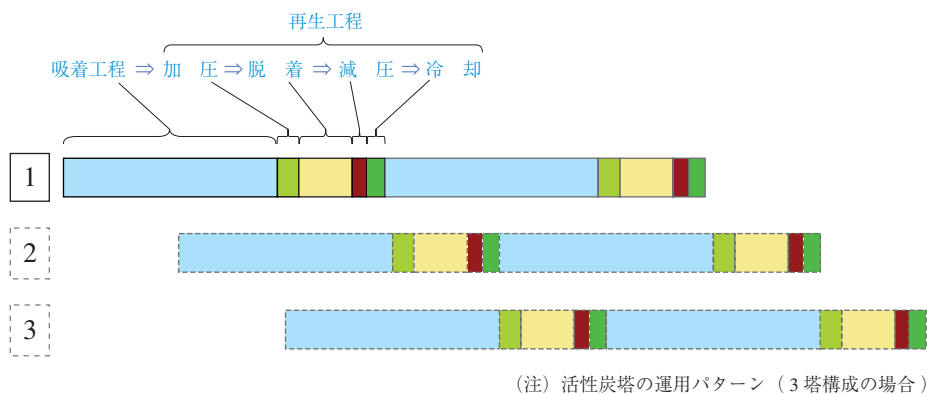 再生工程
吸着工程 ⇒ 加 圧 ⇒ 脱 着 ⇒ 減 圧 ⇒ 冷 却
1
2
3
（注）活性炭塔の運用パターン（3塔構成の場合）